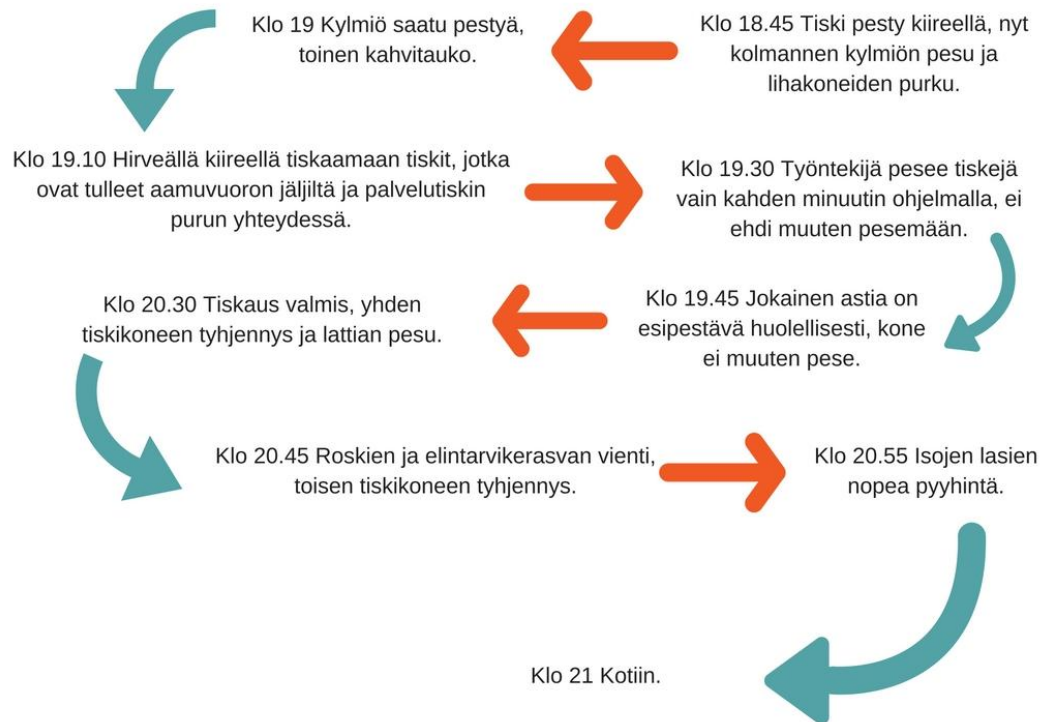 Klo 18.45 Tiski pesty kiireellä, nyt
kolmannen kylmiön pesu ja
lihakoneiden purku.
Klo 19 Kylmiö saatu pestyä,
toinen kahvitauko.
Klo 19.10 Hirveällä kiireellä tiskaamaan tiskit, jotka
ovat tulleet aamuvuoron jäljiltä ja palvelutiskin
purun yhteydessä.
Klo 19.30 Työntekijä pesee tiskejä
vain kahden minuutin ohjelmalla, ei
ehdi muuten pesemään.
Klo 19.45 Jokainen astia on
esipestävä huolellisesti, kone
ei muuten pese.
Klo 20.30 Tiskaus valmis, yhden
tiskikoneen tyhjennys ja lattian pesu.
Klo 20.45 Roskien ja elintarvikerasvan vienti,
toisen tiskikoneen tyhjennys.
Klo 20.55 Isojen lasien
nopea pyyhintä.
Klo 21 Kotiin.